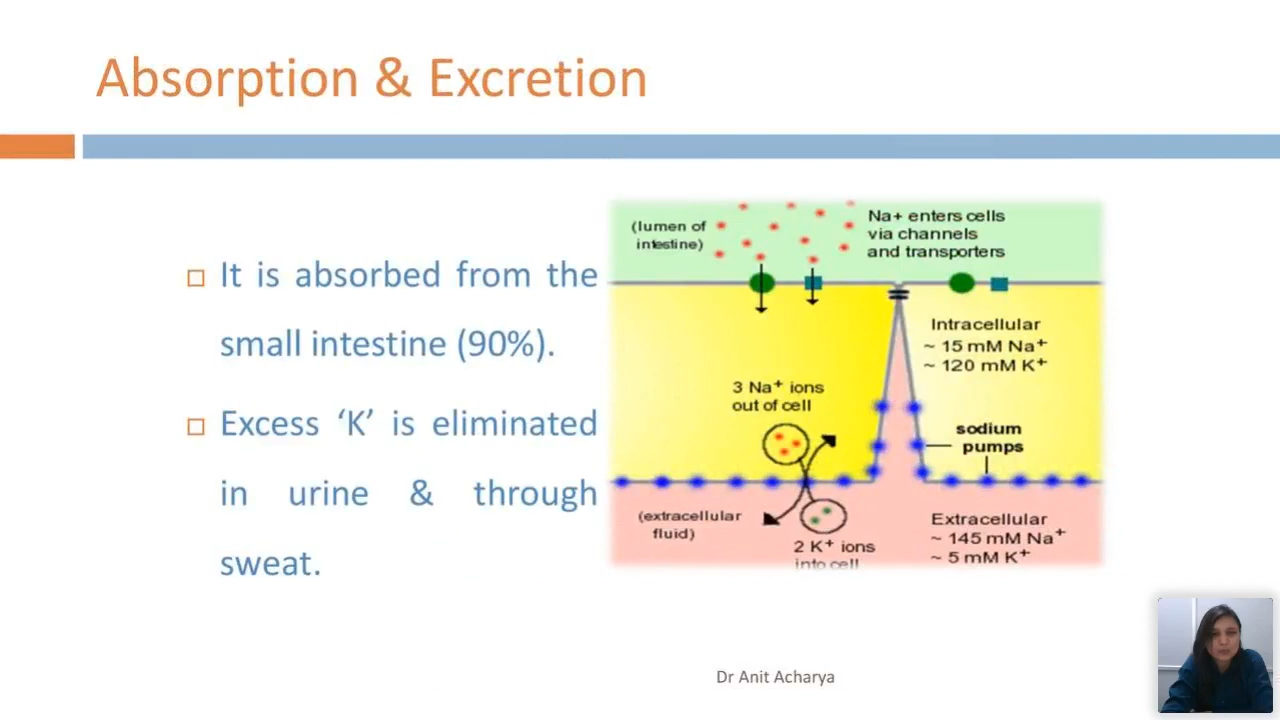 Absorption & Excretion
It is absorbed from the
small intestine (90%).
Excess ‘K’ is eliminated
in urine & through
sweat.
(lumen of
intestine)
Na+ enters cells
via channels
and transporters
Intracellular
~ 15 mM Na+
~ 120 mM K+
3 Na+ ions
out of cell
sodium
pumps
(extracellular
fluid)
2 K+ ions
into cell
Extracellular
~ 145 mM Na+
~ 5 mM K+
Dr Anit Acharya